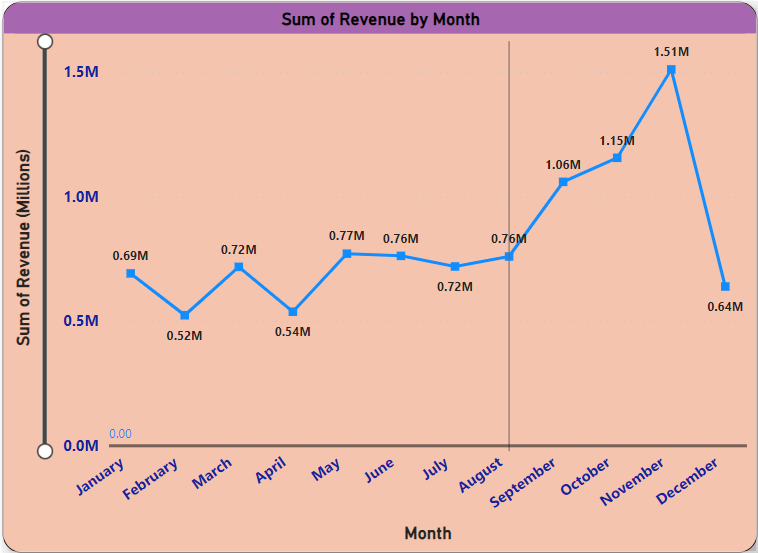 Sum of Revenue by Month
Sum of Revenue (Millions)
1.5M
1.0M
0.5M
0.0M
0.00
0.69M
0.52M
0.72M
0.54M
0.77M
0.76M
0.72M
0.76M
1.06M
1.15M
1.51M
0.64M
January
February
March
April
May
June
July
August
September
October
November
December
Month